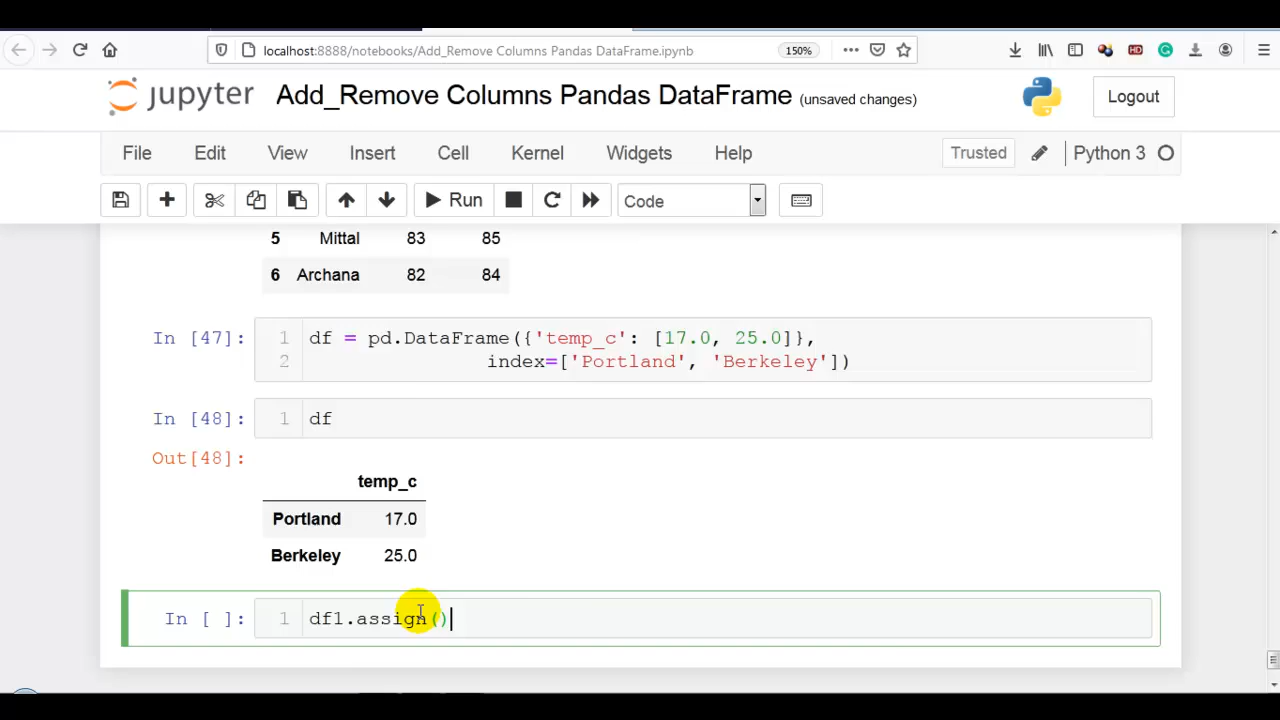 localhost:8888/notebooks/Add_Remove Columns Pandas DataFrame.ipynb 150% HD
jupyter Add_Remove Columns Pandas DataFrame (unsaved changes) Logout
File Edit View Insert Cell Kernel Widgets Help Trusted Python 3
Run Code
5 Mittal 83 85
6 Archana 82 84
In [47]: 1 df = pd.DataFrame({'temp_c': [17.0, 25.0]},
2 index=['Portland', 'Berkeley'])
In [48]: 1 df
Out[48]:
temp_c
Portland 17.0
Berkeley 25.0
In [ ]: 1 df1.assign()